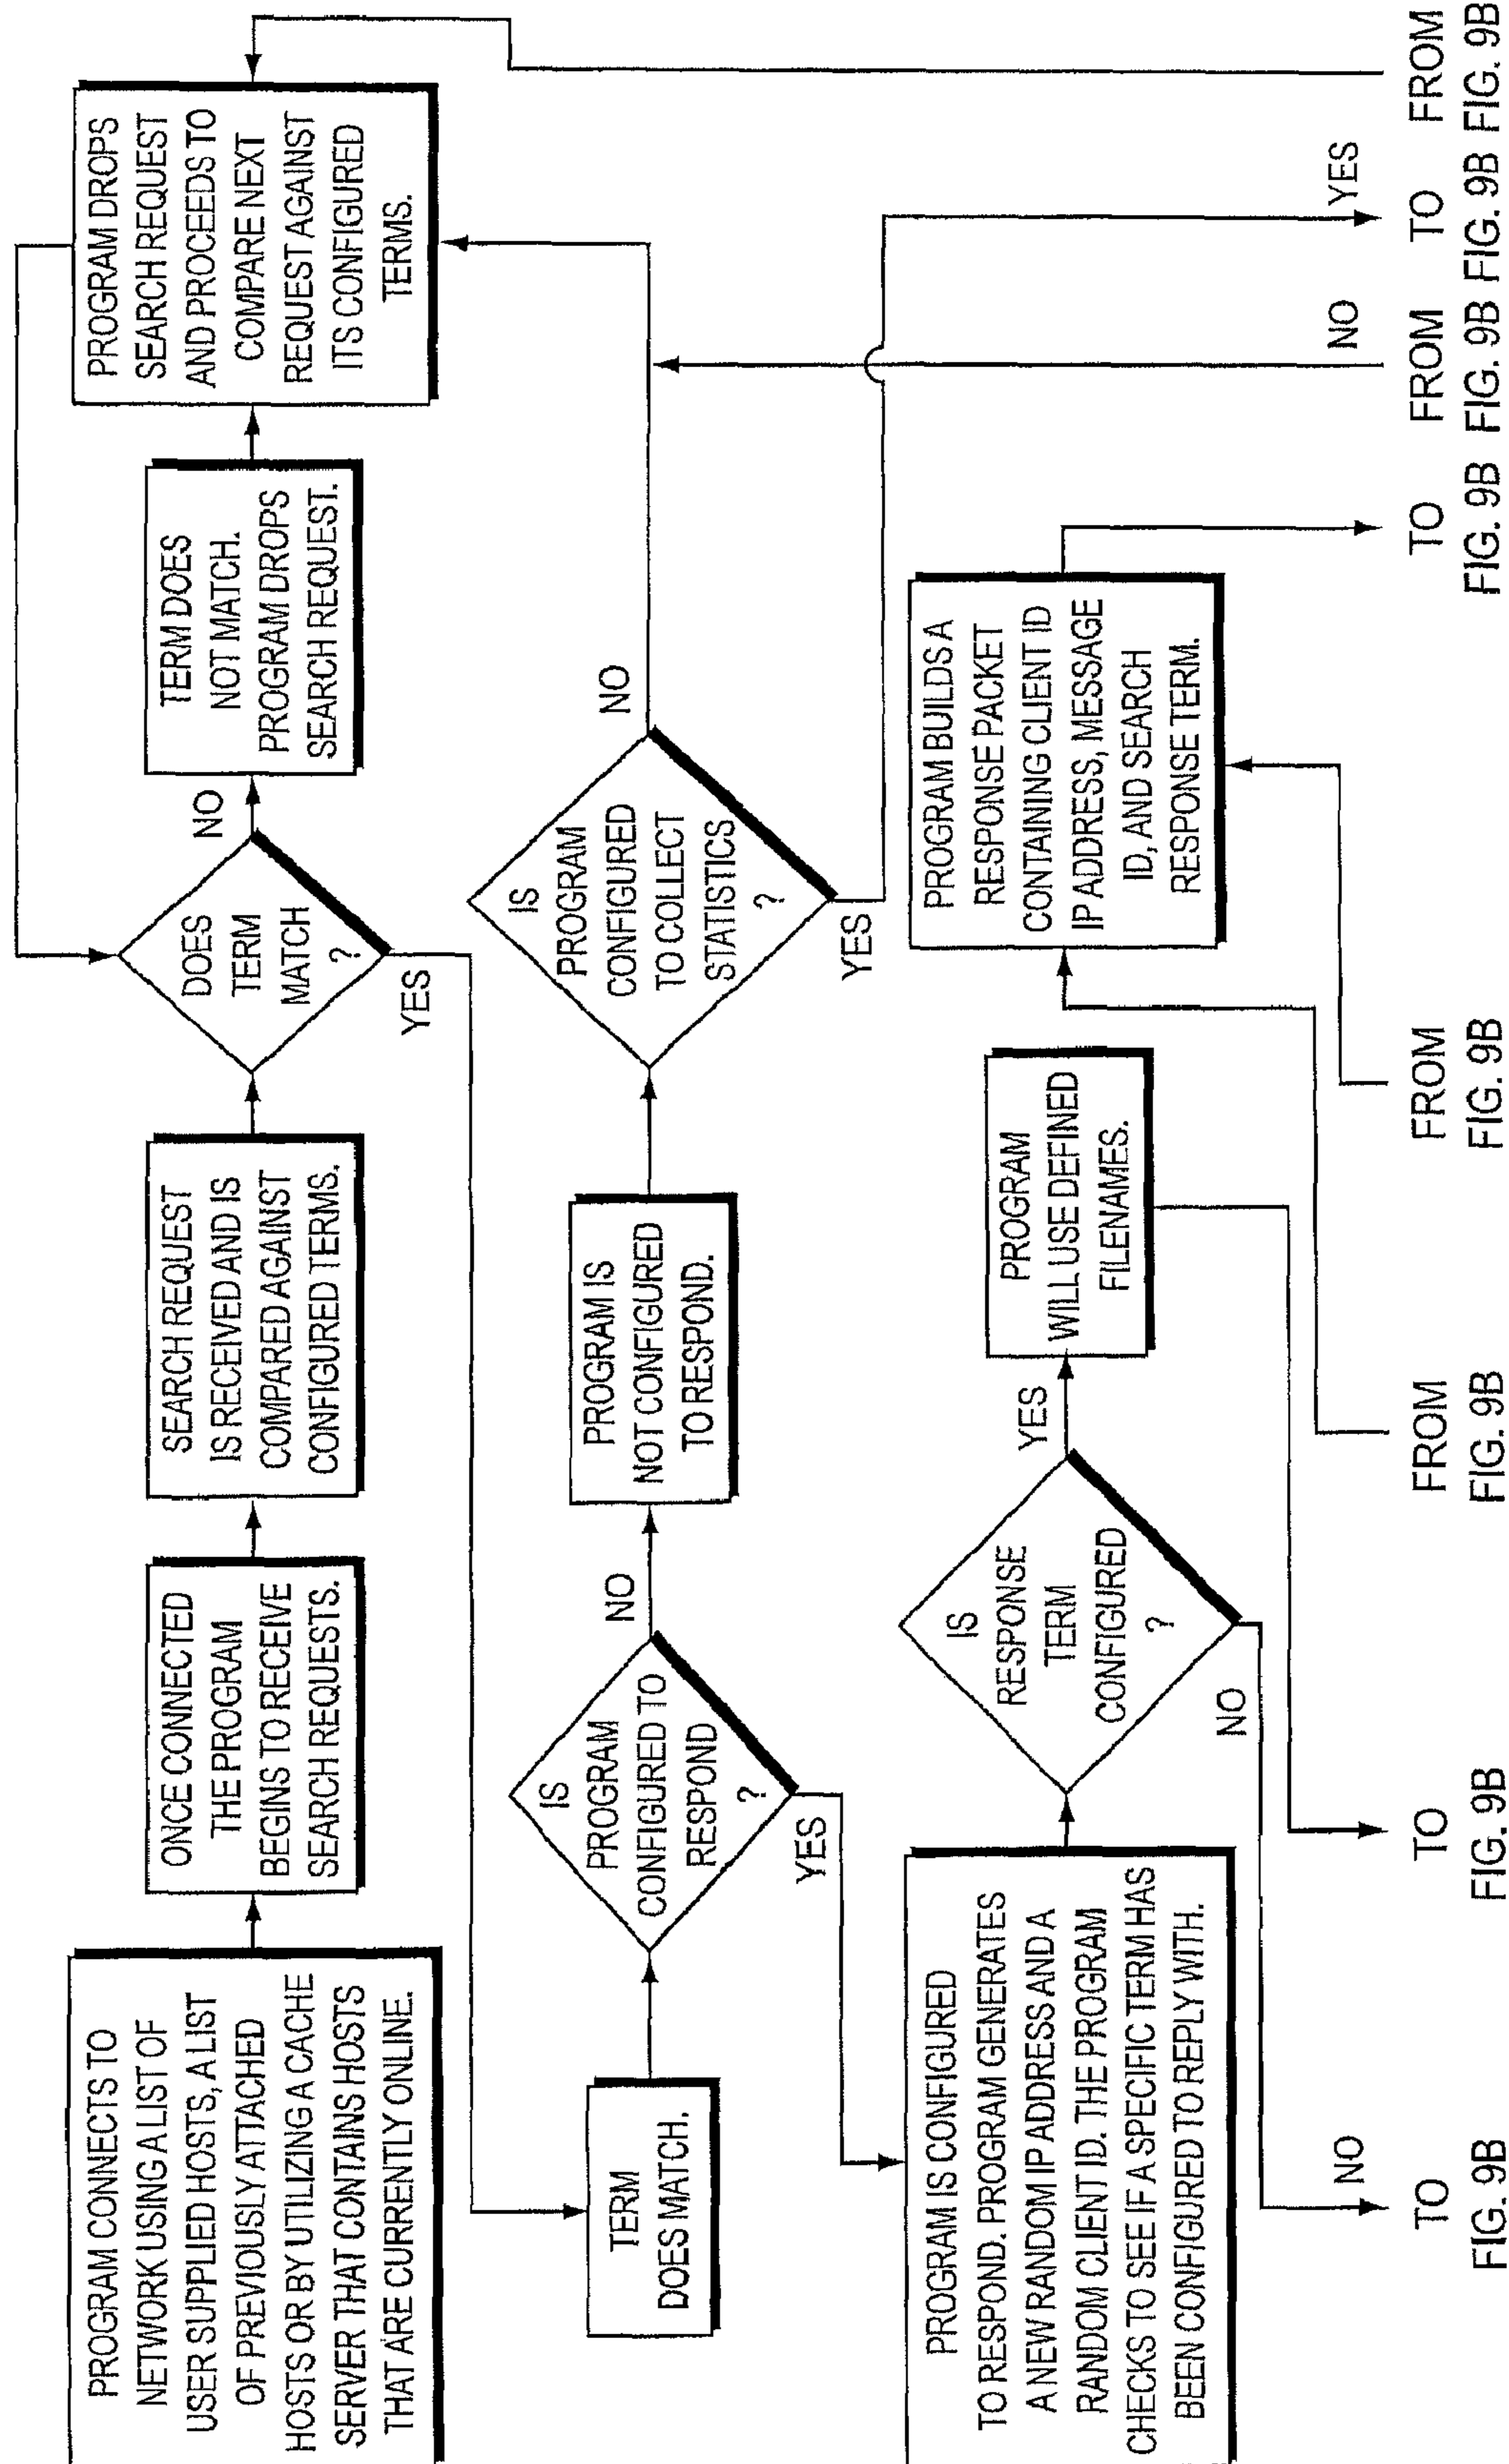 PROGRAM CONNECTS TO
NETWORK USING A LIST OF
USER SUPPLIED HOSTS, A LIST
OF PREVIOUSLY ATTACHED
HOSTS OR BY UTILIZING A CACHE
SERVER THAT CONTAINS HOSTS
THAT ARE CURRENTLY ONLINE.
ONCE CONNECTED
THE PROGRAM
BEGINS TO RECEIVE
SEARCH REQUESTS.
SEARCH REQUEST
IS RECEIVED AND IS
COMPARED AGAINST
CONFIGURED TERMS.
DOES
TERM
MATCH
?
NO
YES
TERM DOES
NOT MATCH.
PROGRAM DROPS
SEARCH REQUEST.
PROGRAM DROPS
SEARCH REQUEST
AND PROCEEDS TO
COMPARE NEXT
REQUEST AGAINST
ITS CONFIGURED
TERMS.
TERM
DOES MATCH.
IS
PROGRAM
CONFIGURED TO
RESPOND
?
NO
YES
PROGRAM IS
NOT CONFIGURED
TO RESPOND.
IS
PROGRAM
CONFIGURED
TO COLLECT
STATISTICS
?
NO
YES
PROGRAM IS CONFIGURED
TO RESPOND. PROGRAM GENERATES
A NEW RANDOM IP ADDRESS AND A
RANDOM CLIENT ID. THE PROGRAM
CHECKS TO SEE IF A SPECIFIC TERM HAS
BEEN CONFIGURED TO REPLY WITH.
IS
RESPONSE
TERM
CONFIGURED
?
YES
NO
PROGRAM
WILL USE DEFINED
FILENAMES.
PROGRAM BUILDS A
RESPONSE PACKET
CONTAINING CLIENT ID
IP ADDRESS, MESSAGE
ID, AND SEARCH
RESPONSE TERM.
NO
NO
YES
TO
FIG. 9B
TO
FIG. 9B
FROM
FIG. 9B
FROM
FIG. 9B
TO
FIG. 9B
FROM
FIG. 9B
TO
FIG. 9B
FROM
FIG. 9B